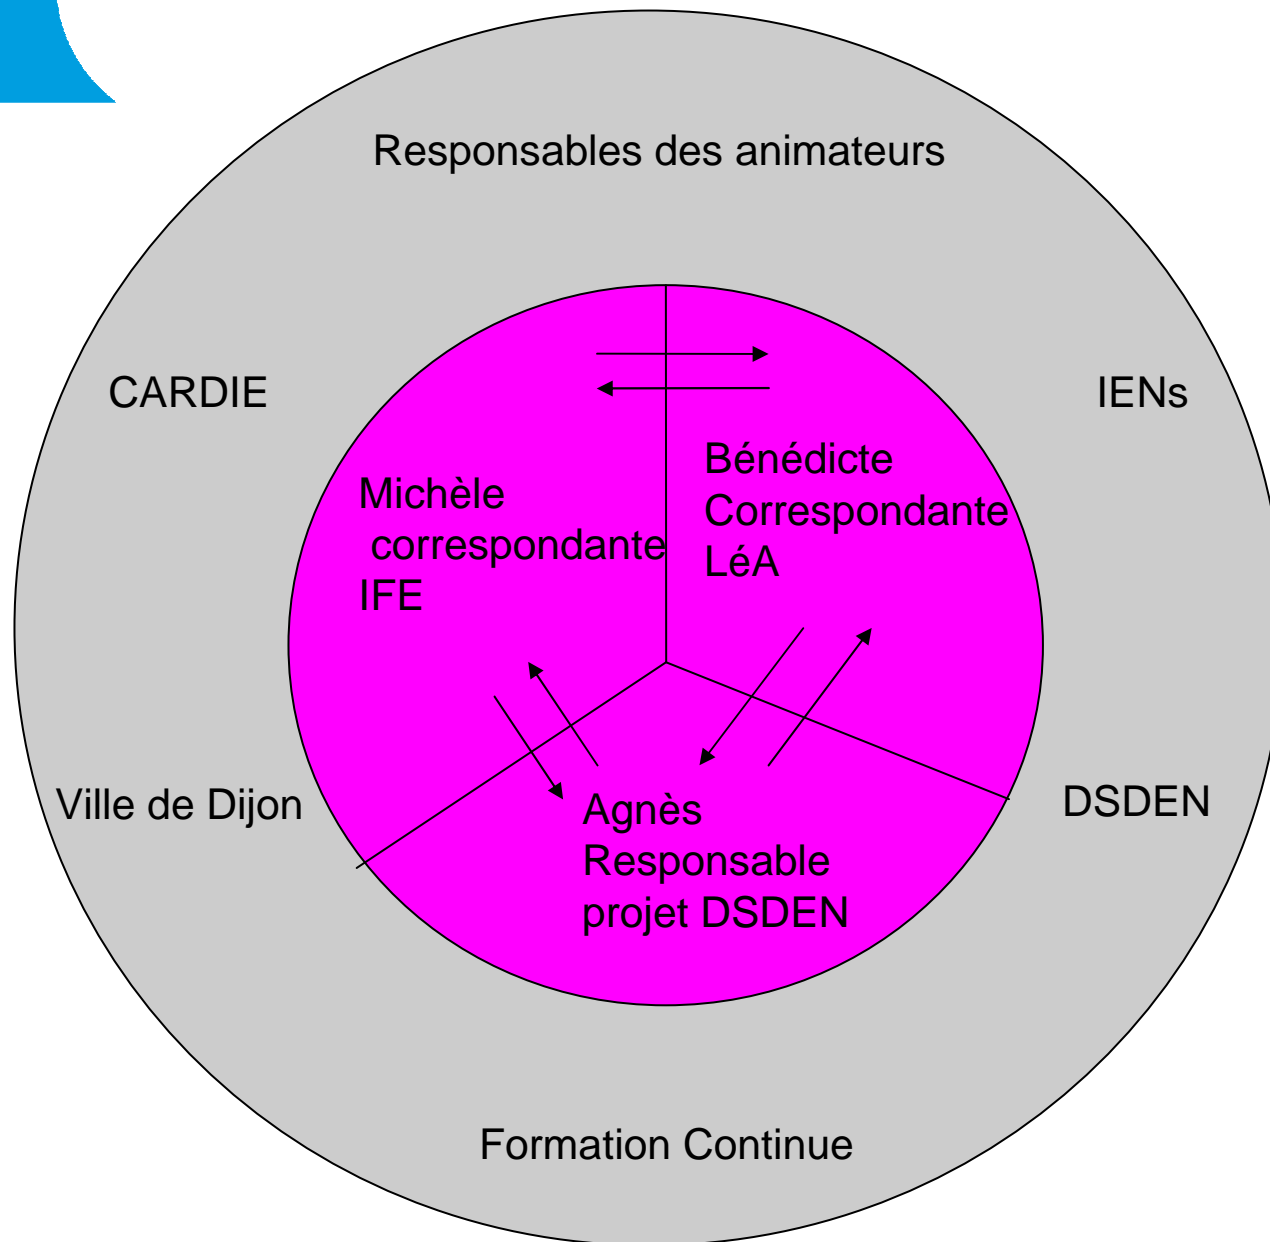 Responsables des animateurs
CARDIE
IENs
Michèle
correspondante
IFE
Bénédicte
Correspondante
LéA
Ville de Dijon
DSDEN
Agnès
Responsable
projet DSDEN
Formation Continue